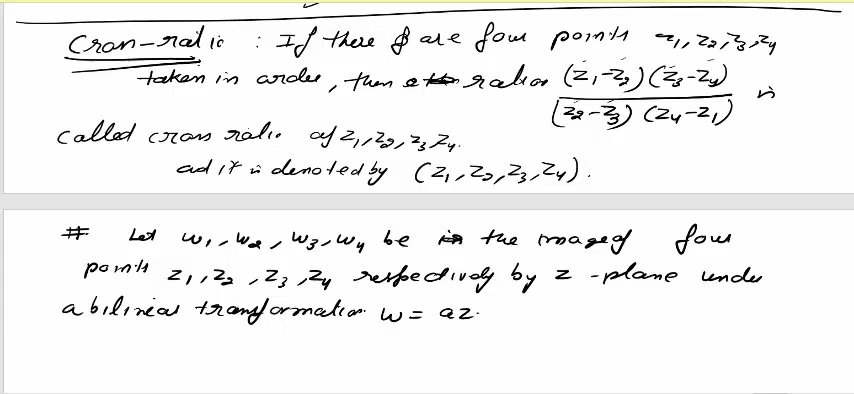 Cross-ratio : If there are four points z1, z2, z3, z4
taken in order, then ratio (z1-z2)(z3-z4) / (z2-z3)(z4-z1) is
called cross ratio of z1, z2, z3, z4.
ad it is denoted by (z1, z2, z3, z4).
# Let w1, w2, w3, w4 be the image of four
points z1, z2, z3, z4 respectively by z-plane under
a bilinear transformation w = az.